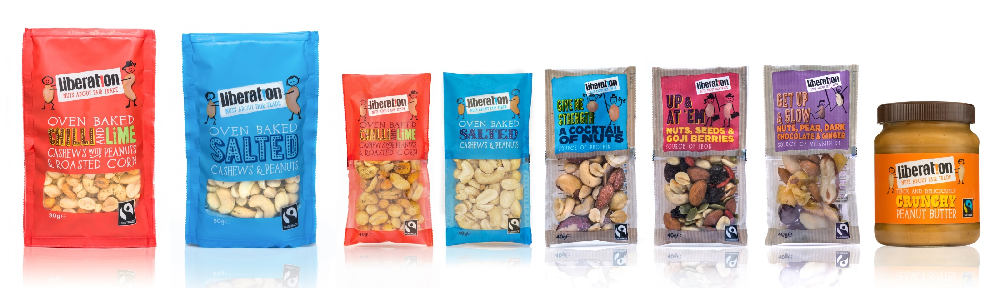 liberat!on
NUTS ABOUT FAIR TRADE
OVEN BAKED
CHILLI AND LiME
CASHEWS WITH PEANUTS
& ROASTED CORN
90g e
FAIRTRADE
liberat!on
NUTS ABOUT FAIR TRADE
OVEN BAKED
SALTED
CASHEWS & PEANUTS
90g e
FAIRTRADE
liberat!on
NUTS ABOUT FAIR TRADE
OVEN BAKED
CHILLI AND LiME
CASHEWS WITH PEANUTS
& ROASTED CORN
40g e
FAIRTRADE
liberat!on
NUTS ABOUT FAIR TRADE
OVEN BAKED
SALTED
CASHEWS & PEANUTS
40g e
FAIRTRADE
liberat!on
NUTS ABOUT FAIR TRADE
GIVE ME
STRENGTH
A COCKTAIL
OF NUTS
SOURCE OF PROTEIN
40g e
FAIRTRADE
liberat!on
NUTS ABOUT FAIR TRADE
UP &
AT 'EM
NUTS, SEEDS &
GOJI BERRIES
SOURCE OF IRON
40g e
FAIRTRADE
liberat!on
NUTS ABOUT FAIR TRADE
GET UP
& GLOW
NUTS, PEAR, DARK
CHOCOLATE & GINGER
SOURCE OF VITAMIN B1
40g e
FAIRTRADE
liberat!on
NUTS ABOUT FAIR TRADE
THICK AND DELICIOUSLY
CRUNCHY
PEANUT BUTTER
FAIRTRADE